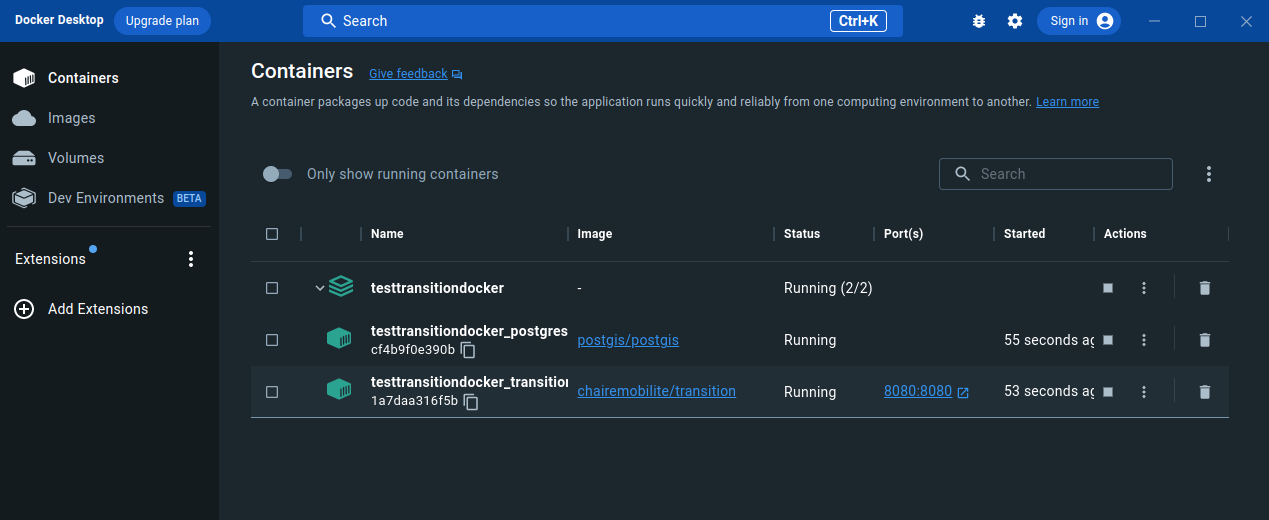 Docker Desktop Upgrade plan Search Ctrl+K Sign in
Containers
Images
Volumes
Dev Environments BETA
Extensions
Add Extensions
Containers Give feedback
A container packages up code and its dependencies so the application runs quickly and reliably from one computing environment to another. Learn more
Only show running containers Search
Name Image Status Port(s) Started Actions
testtransitiondocker - Running (2/2)
testtransitiondocker_postgres
cf4b9f0e390b postgis/postgis Running 55 seconds ag
testtransitiondocker_transition
1a7daa316f5b chairemobilite/transition Running 8080:8080 53 seconds ag